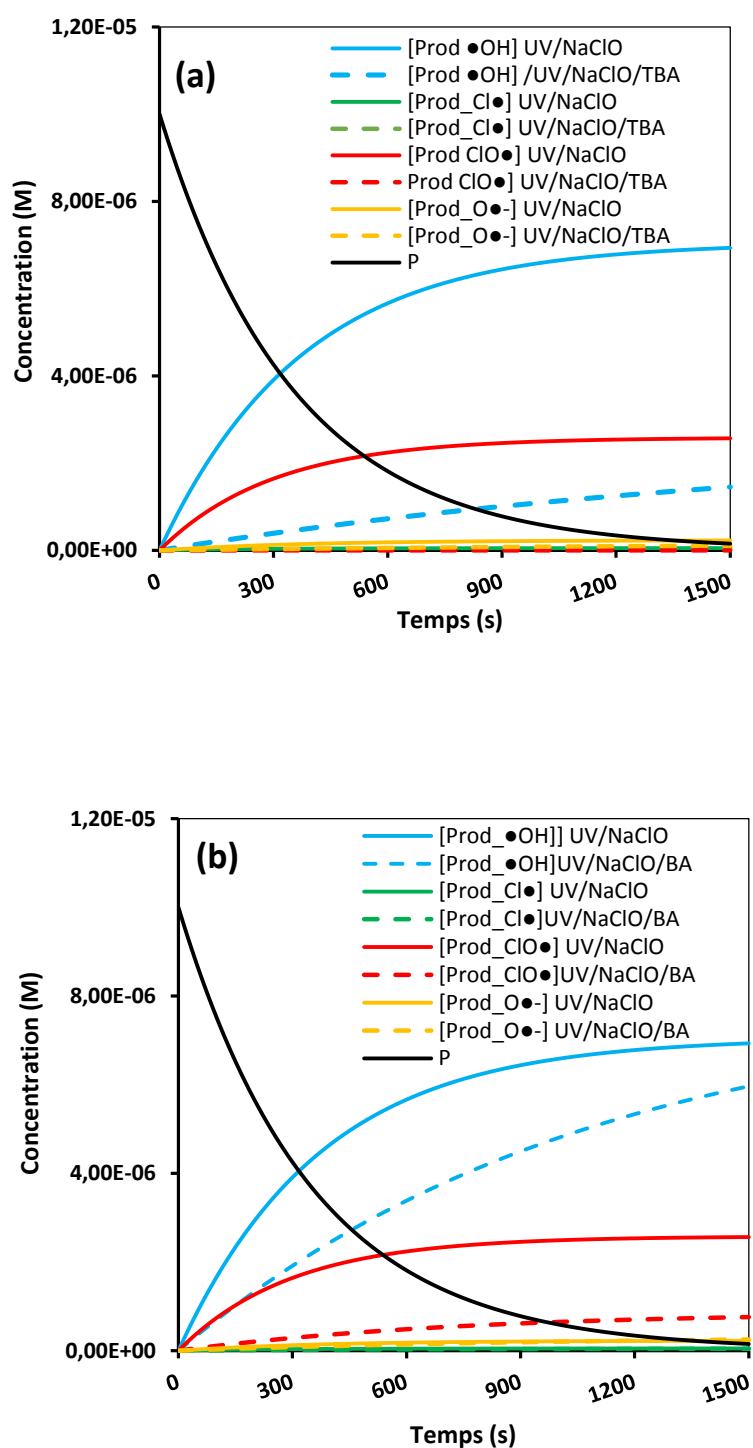 1,20E-05
(a)
[Prod ●OH] UV/NaClO
[Prod ●OH] /UV/NaClO/TBA
[Prod_Cl●] UV/NaClO
[Prod_Cl●] UV/NaClO/TBA
[Prod ClO●] UV/NaClO
Prod ClO●] UV/NaClO/TBA
[Prod_O●-] UV/NaClO
[Prod_O●-] UV/NaClO/TBA
P
8,00E-06
4,00E-06
0,00E+00
Concentration (M)
0 300 600 900 1200 1500
Temps (s)
1,20E-05
(b)
[Prod_●OH]] UV/NaClO
[Prod_●OH]UV/NaClO/BA
[Prod_Cl●] UV/NaClO
[Prod_Cl●]UV/NaClO/BA
[Prod_ClO●] UV/NaClO
[Prod_ClO●]UV/NaClO/BA
[Prod_O●-] UV/NaClO
[Prod_O●-] UV/NaClO/BA
P
8,00E-06
4,00E-06
0,00E+00
Concentration (M)
0 300 600 900 1200 1500
Temps (s)